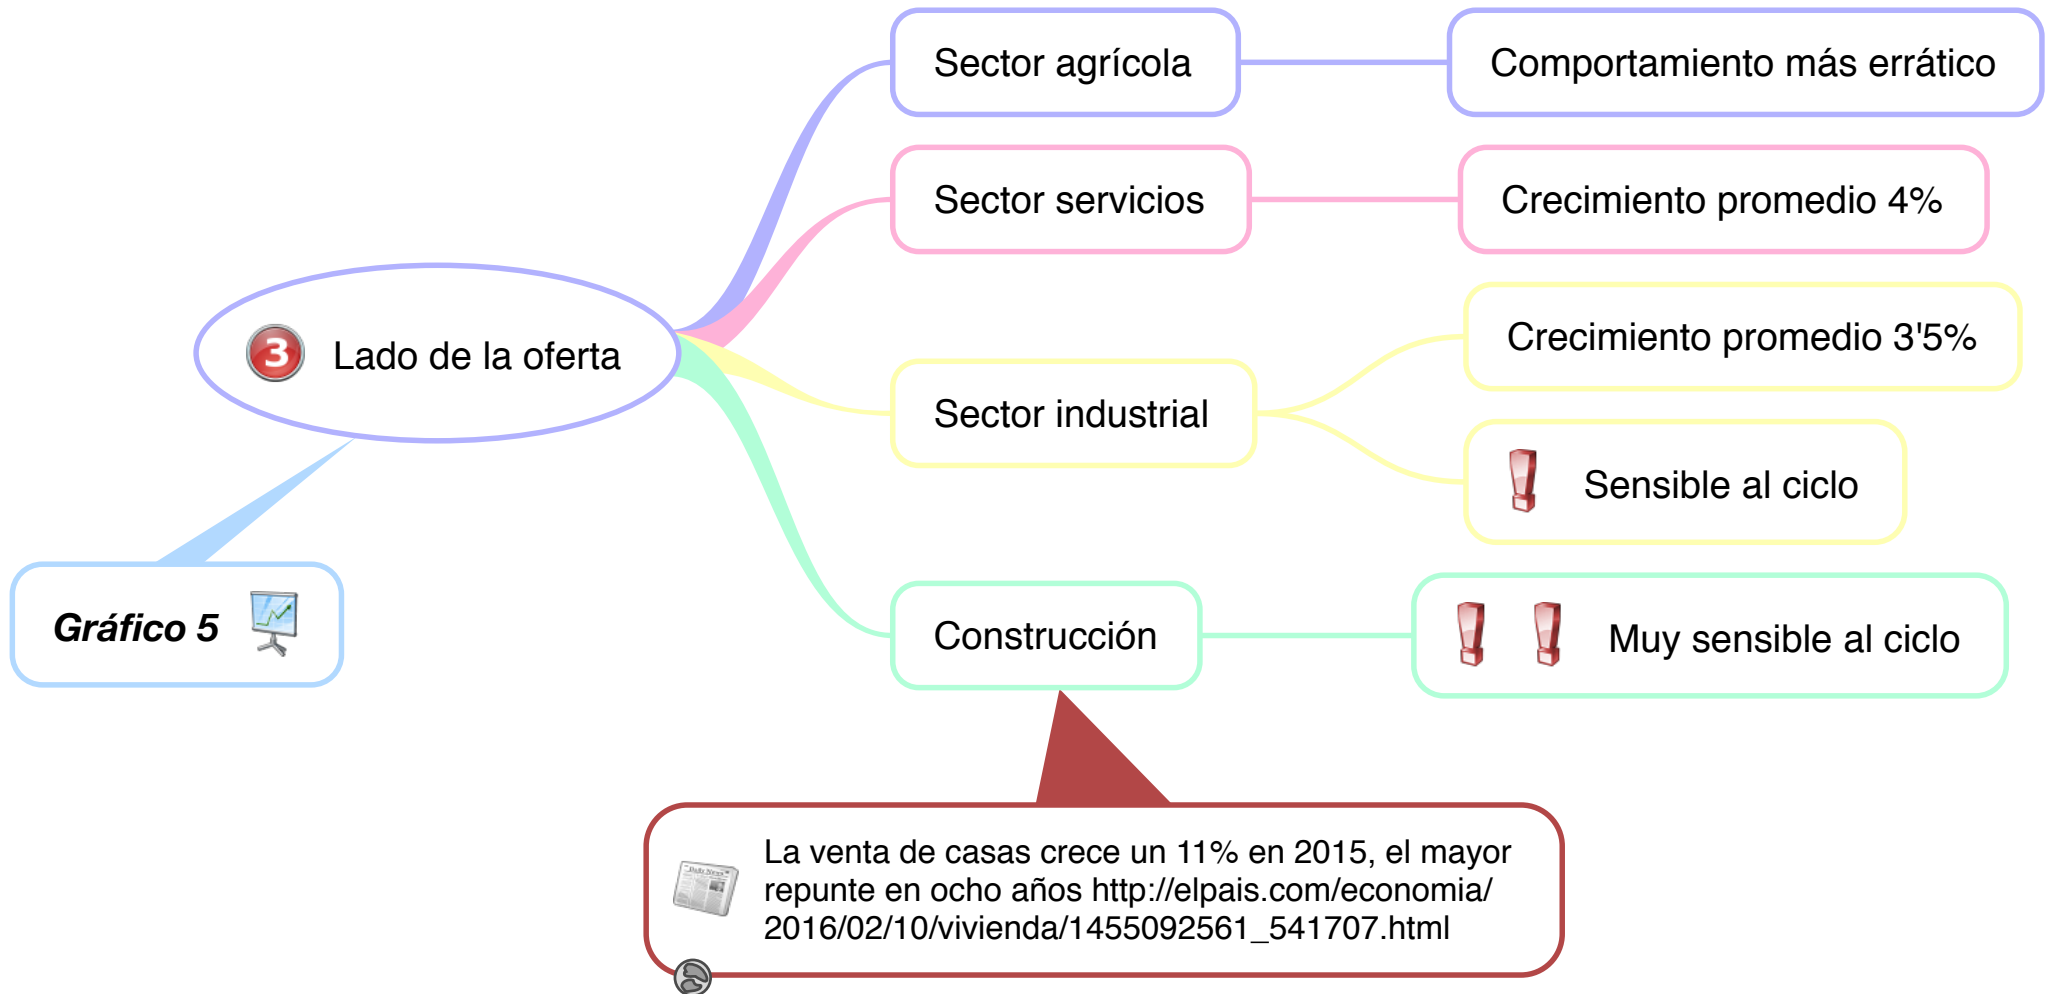 Sector agrícola
Comportamiento más errático
Sector servicios
Crecimiento promedio 4%
3
Lado de la oferta
Crecimiento promedio 3'5%
Sector industrial
Sensible al ciclo
Gráfico 5
Construcción
Muy sensible al ciclo
La venta de casas crece un 11% en 2015, el mayor
repunte en ocho años http://elpais.com/economia/
2016/02/10/vivienda/1455092561_541707.html
Daily News